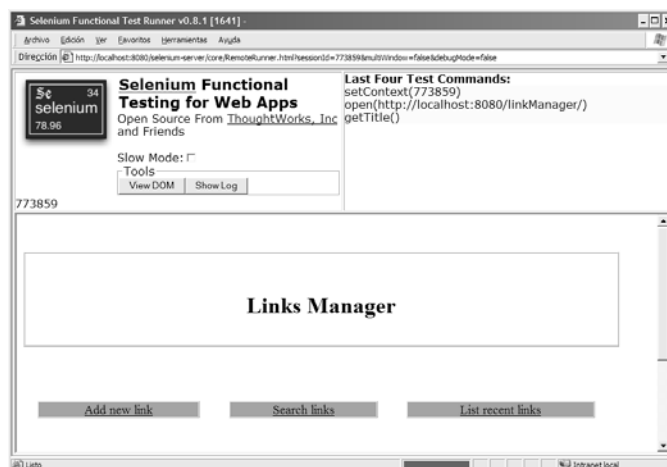 Selenium Functional Test Runner v0.8.1 [1641] -
Archivo Edición Ver Favoritos Herramientas Ayuda
Dirección http://localhost:8080/selenium-server/core/RemoteRunner.html?sessionId=773859&multiWindow=false&debugMode=false
Se 34
selenium
78.96
Selenium Functional
Testing for Web Apps
Open Source From ThoughtWorks, Inc
and Friends
Slow Mode:
Tools
View DOM Show Log
773859
Last Four Test Commands:
setContext(773859)
open(http://localhost:8080/linkManager/)
getTitle()
Links Manager
Add new link Search links List recent links
Listo Intranet local